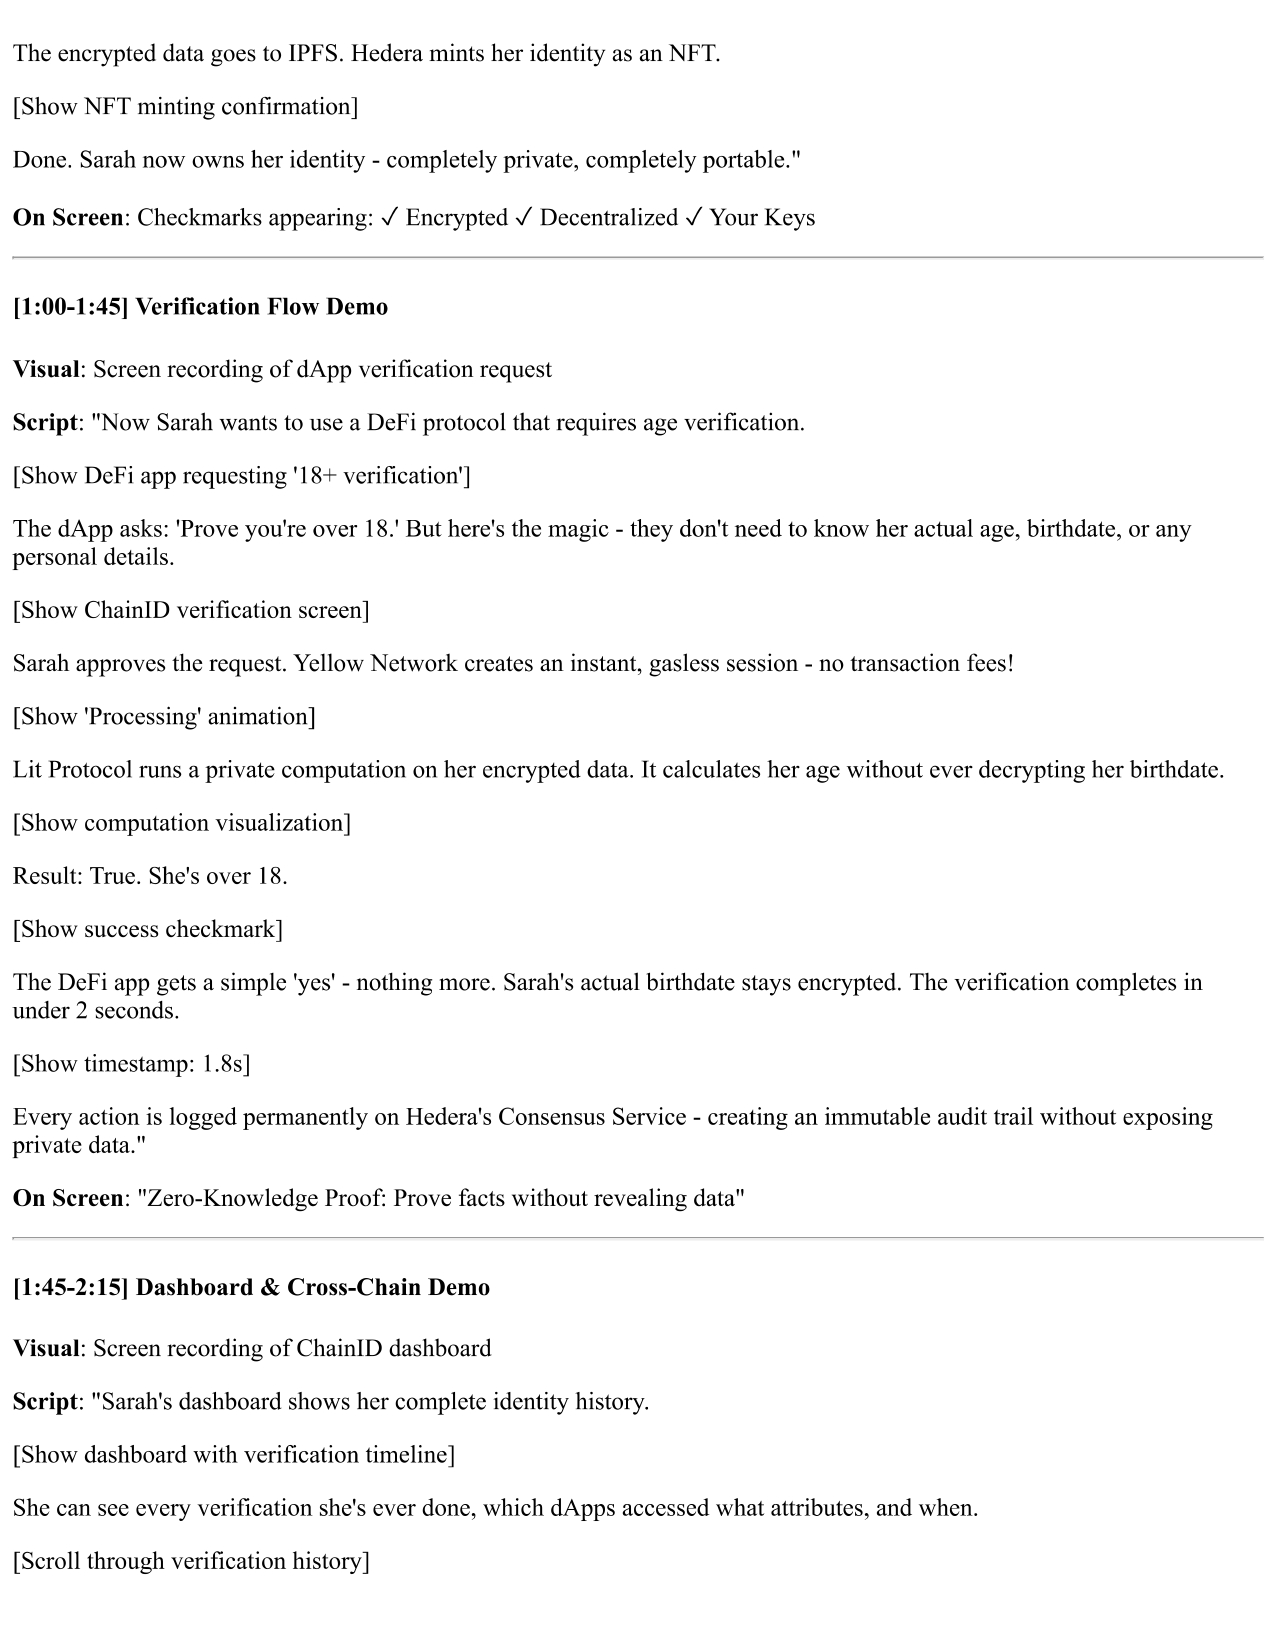 The encrypted data goes to IPFS. Hedera mints her identity as an NFT.
[Show NFT minting confirmation]
Done. Sarah now owns her identity - completely private, completely portable."
On Screen: Checkmarks appearing: ✓ Encrypted ✓ Decentralized ✓ Your Keys
[1:00-1:45] Verification Flow Demo
Visual: Screen recording of dApp verification request
Script: "Now Sarah wants to use a DeFi protocol that requires age verification.
[Show DeFi app requesting '18+ verification']
The dApp asks: 'Prove you're over 18.' But here's the magic - they don't need to know her actual age, birthdate, or any
personal details.
[Show ChainID verification screen]
Sarah approves the request. Yellow Network creates an instant, gasless session - no transaction fees!
[Show 'Processing' animation]
Lit Protocol runs a private computation on her encrypted data. It calculates her age without ever decrypting her birthdate.
[Show computation visualization]
Result: True. She's over 18.
[Show success checkmark]
The DeFi app gets a simple 'yes' - nothing more. Sarah's actual birthdate stays encrypted. The verification completes in
under 2 seconds.
[Show timestamp: 1.8s]
Every action is logged permanently on Hedera's Consensus Service - creating an immutable audit trail without exposing
private data."
On Screen: "Zero-Knowledge Proof: Prove facts without revealing data"
[1:45-2:15] Dashboard & Cross-Chain Demo
Visual: Screen recording of ChainID dashboard
Script: "Sarah's dashboard shows her complete identity history.
[Show dashboard with verification timeline]
She can see every verification she's ever done, which dApps accessed what attributes, and when.
[Scroll through verification history]